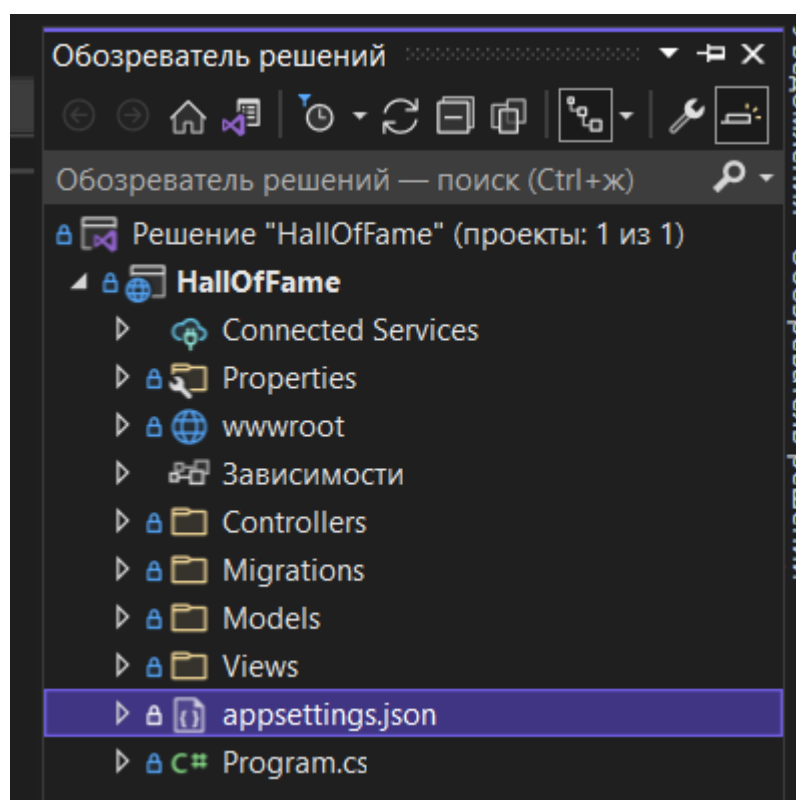 Обозреватель решений
Обозреватель решений — поиск (Ctrl+ж)
Решение "HallOfFame" (проекты: 1 из 1)
HallOfFame
Connected Services
Properties
wwwroot
Зависимости
Controllers
Migrations
Models
Views
appsettings.json
C# Program.cs